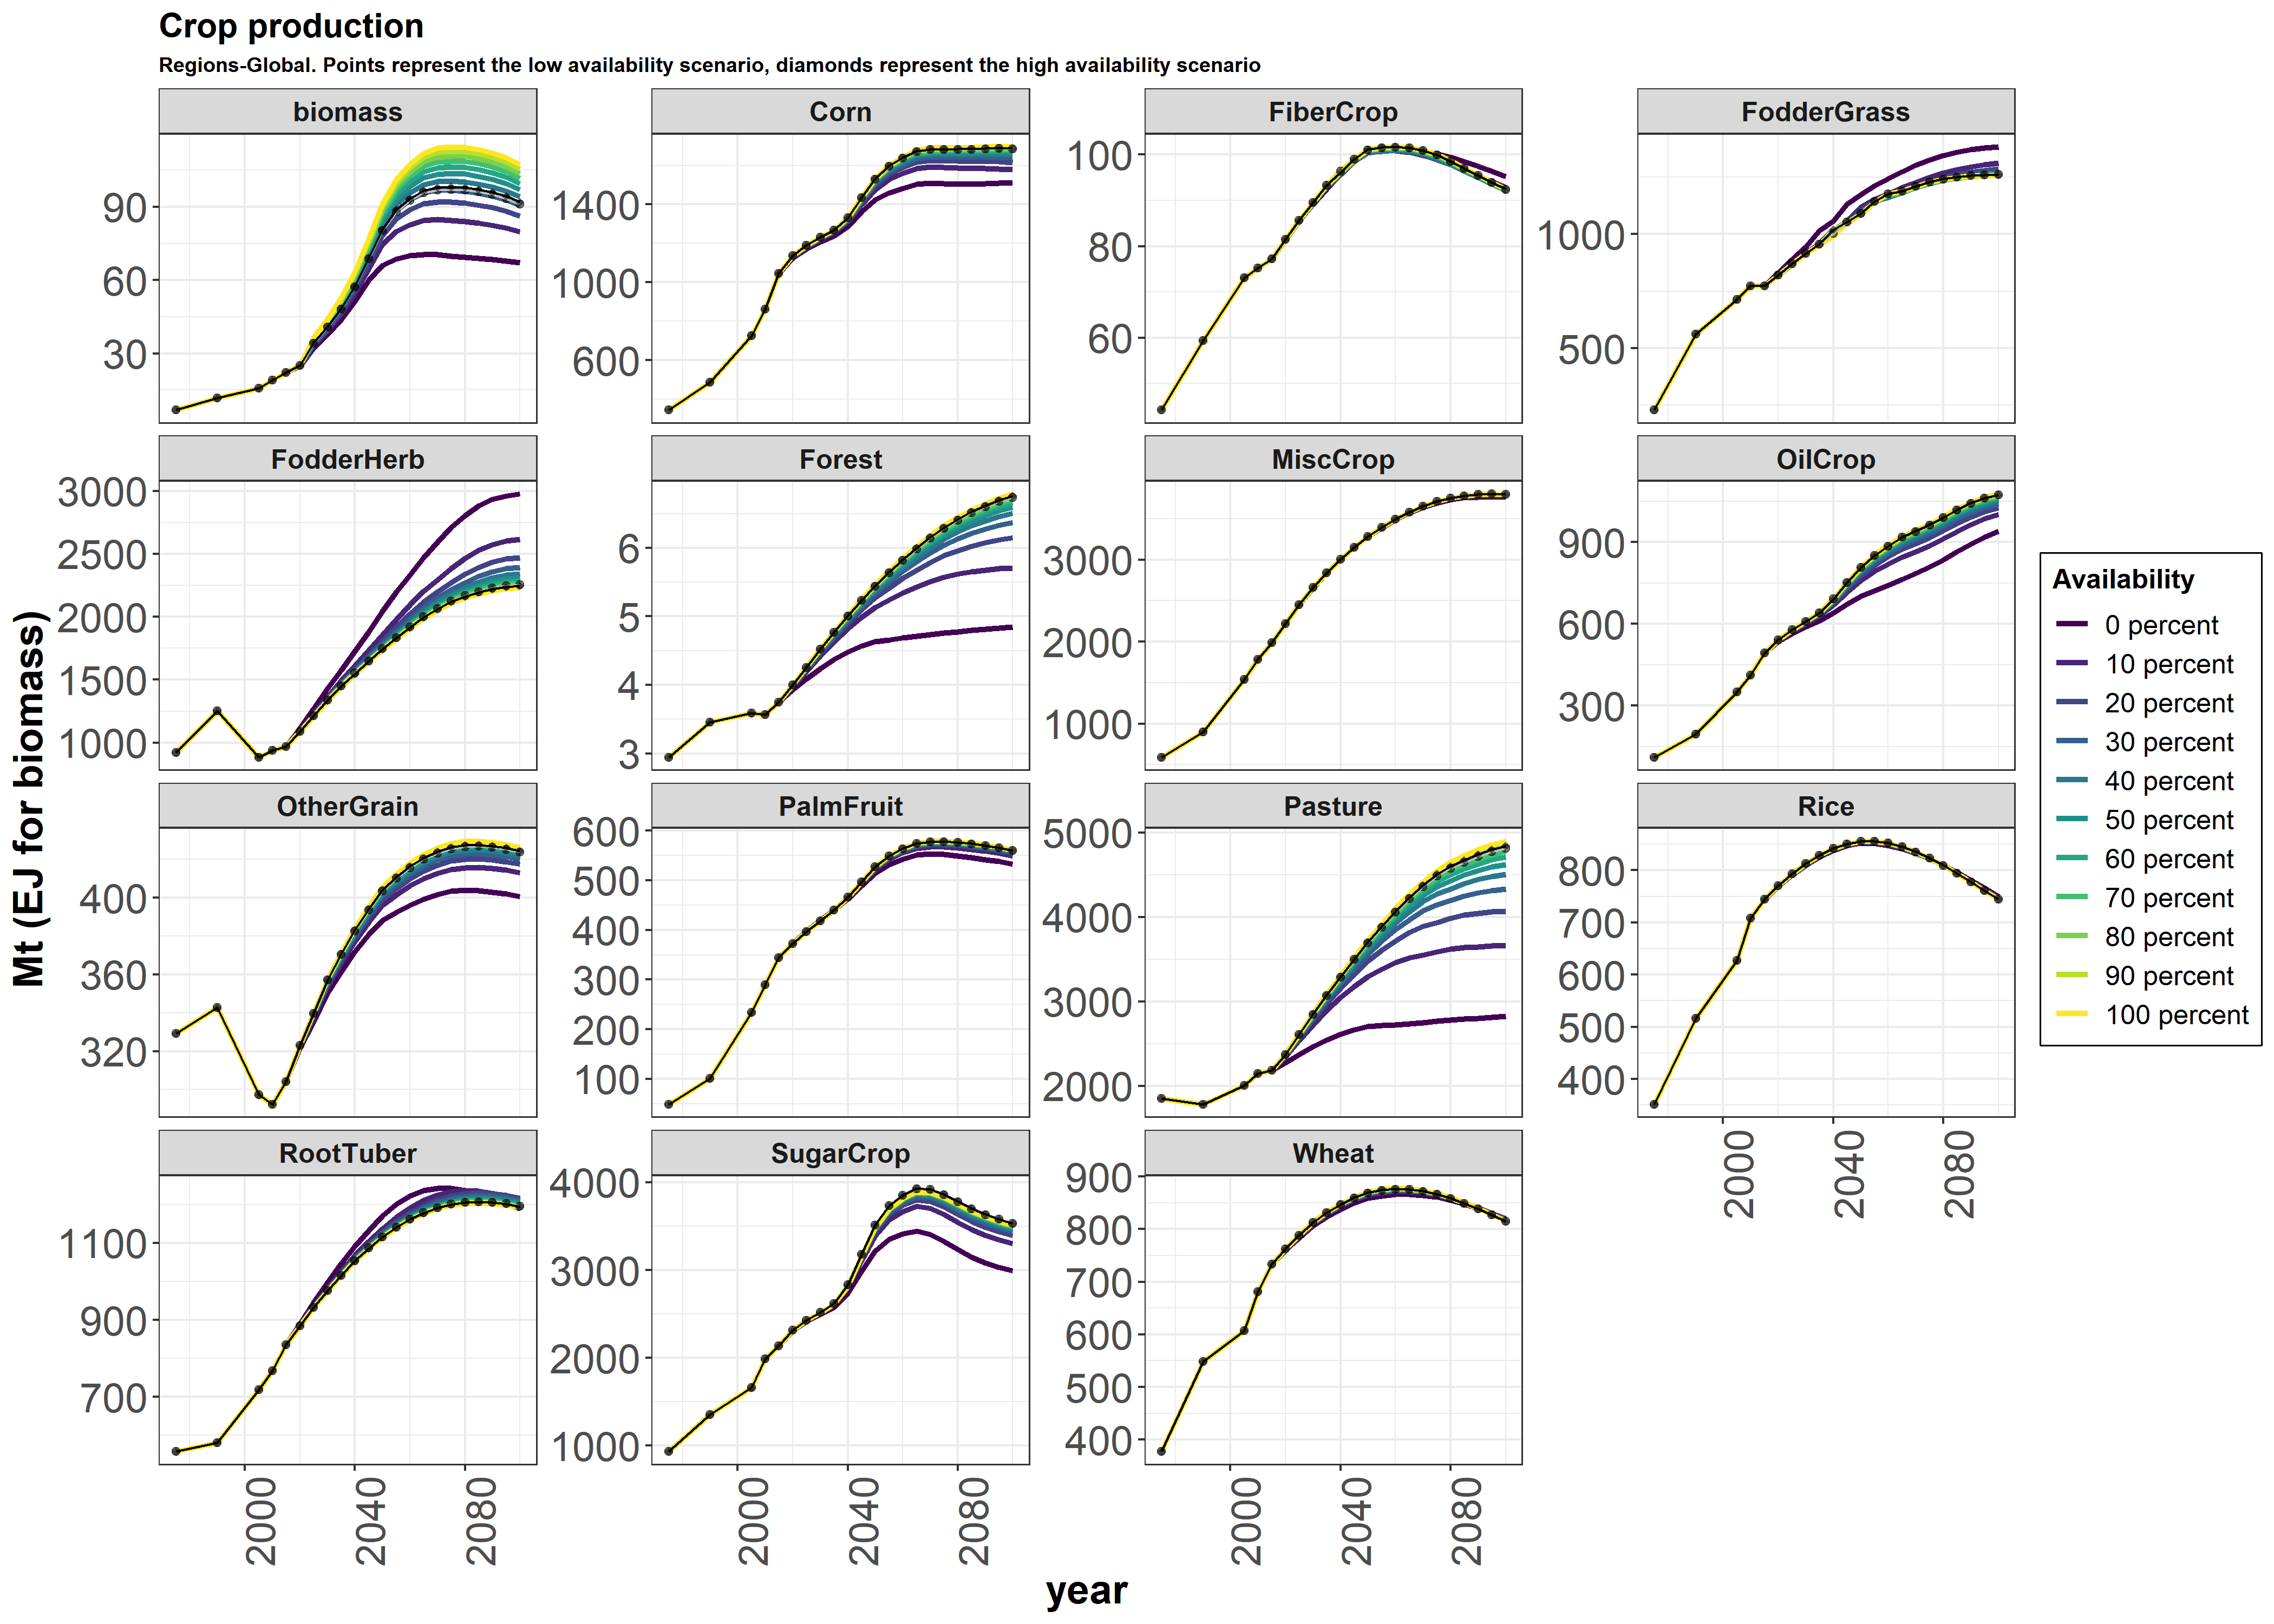 Crop production
Regions-Global. Points represent the low availability scenario, diamonds represent the high availability scenario
biomass
Corn
FiberCrop
FodderGrass
90
60
30
1400
1000
600
100
80
60
1000
500
FodderHerb
Forest
MiscCrop
OilCrop
3000
2500
2000
1500
1000
6
5
4
3
3000
2000
1000
900
600
300
OtherGrain
PalmFruit
Pasture
Rice
400
360
320
600
500
400
300
200
100
5000
4000
3000
2000
800
700
600
500
400
2000
2040
2080
RootTuber
SugarCrop
Wheat
1100
900
700
4000
3000
2000
1000
900
800
700
600
500
400
2000
2040
2080
2000
2040
2080
2000
2040
2080
year
Mt (EJ for biomass)
Availability
0 percent
10 percent
20 percent
30 percent
40 percent
50 percent
60 percent
70 percent
80 percent
90 percent
100 percent